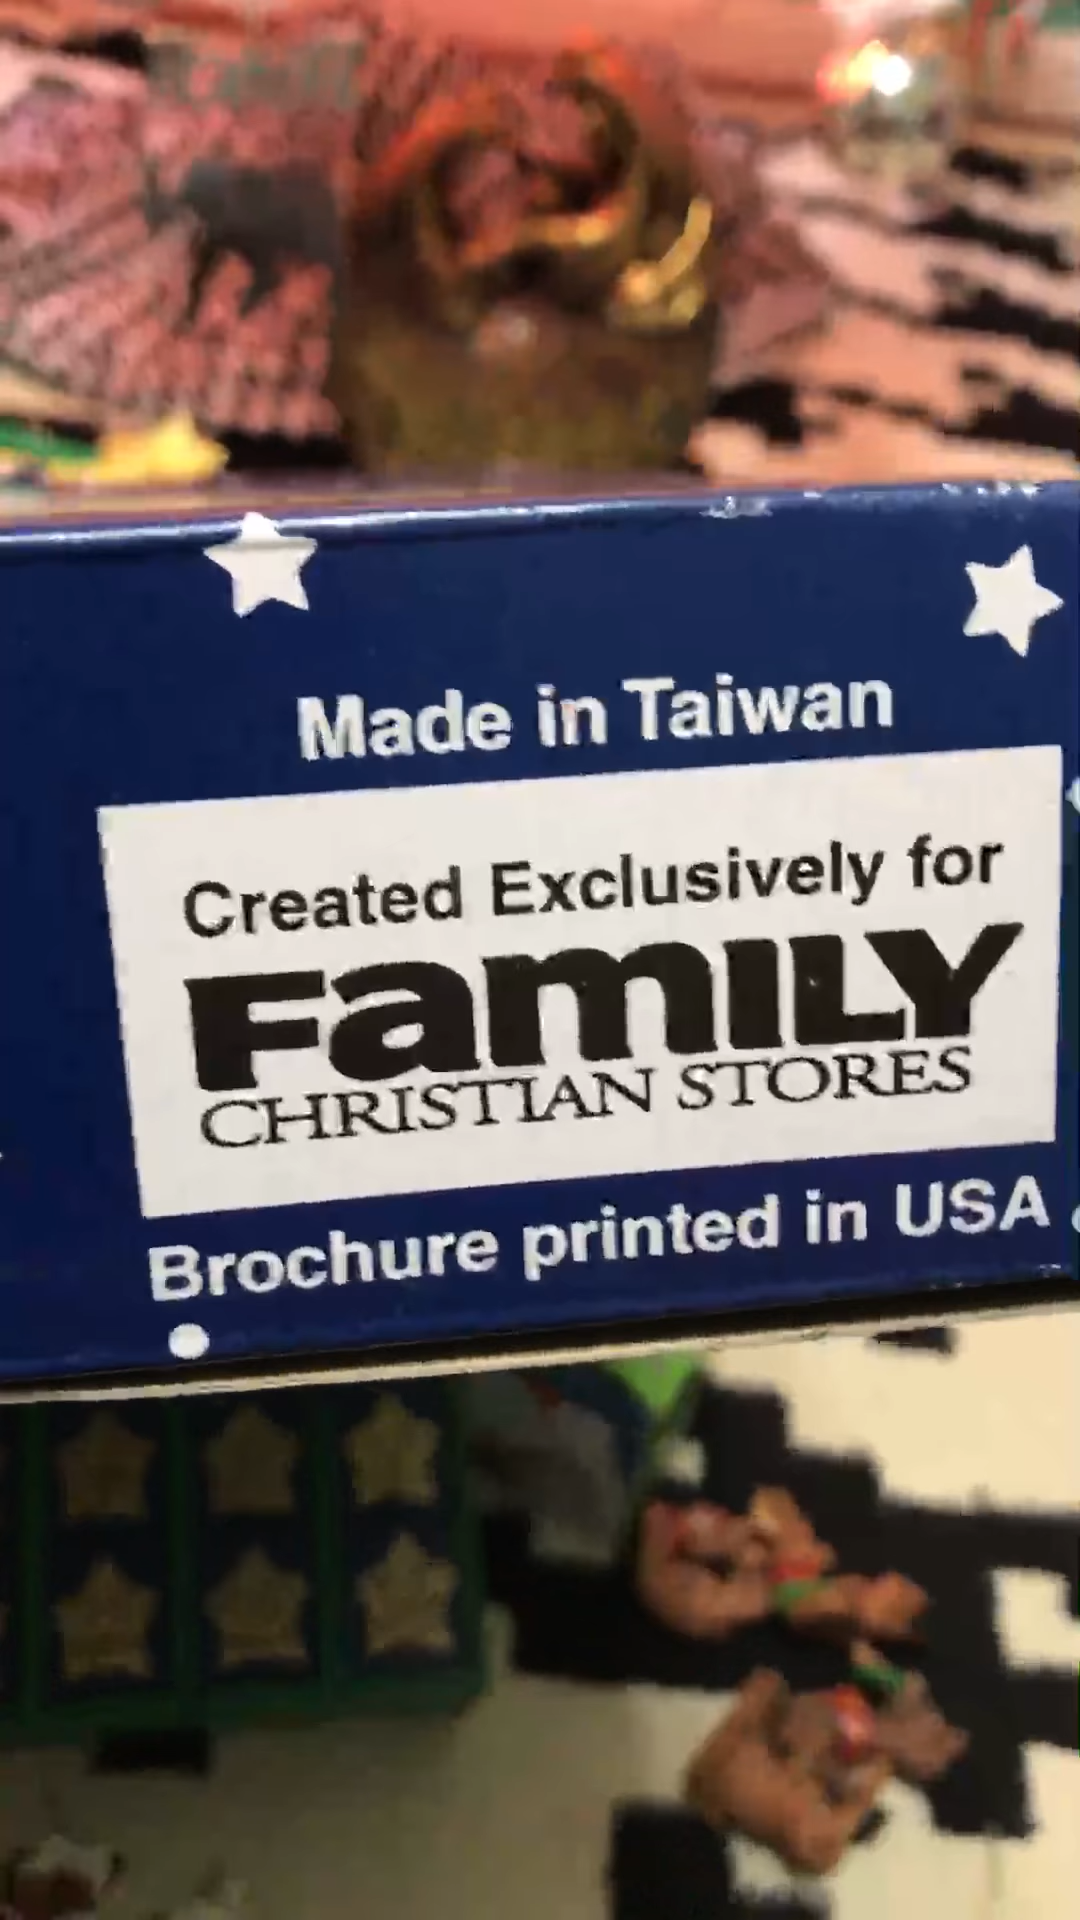 Made in Taiwan
Created Exclusively for
FamILY
CHRISTIAN STORES
Brochure printed in USA